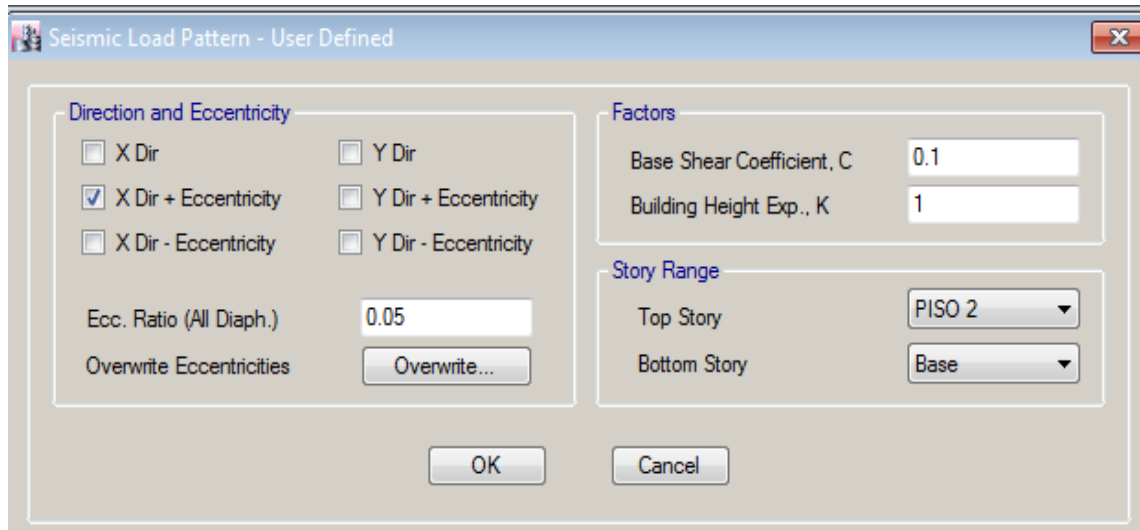 Seismic Load Pattern - User Defined
Direction and Eccentricity
X Dir
Y Dir
X Dir + Eccentricity
Y Dir + Eccentricity
X Dir - Eccentricity
Y Dir - Eccentricity
Ecc. Ratio (All Diaph.)
0.05
Overwrite Eccentricities
Overwrite...
Factors
Base Shear Coefficient, C
0.1
Building Height Exp., K
1
Story Range
Top Story
PISO 2
Bottom Story
Base
OK
Cancel